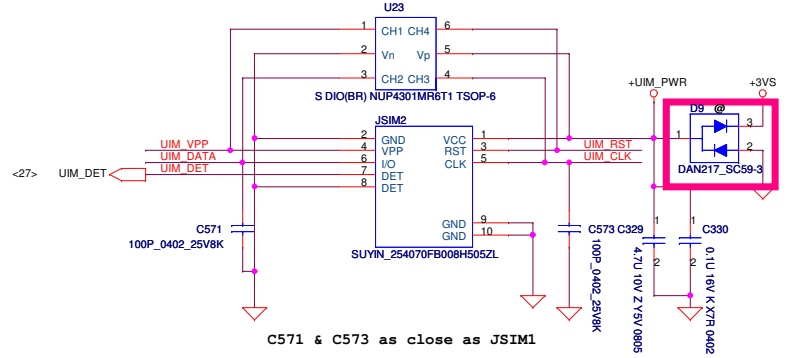 U23
1 CH1 CH4 6
2 Vn Vp 5
3 CH2 CH3 4
S DIO(BR) NUP4301MR6T1 TSOP-6
+UIM_PWR
+3VS
D9 @
1
3
2
DAN217_SC59-3
JSIM2
2 GND VCC 1
UIM_VPP 4 VPP RST 3 UIM_RST
UIM_DATA 6 I/O CLK 5 UIM_CLK
<27> UIM_DET UIM_DET 7 DET
8 DET
GND 9
GND 10
SUYIN_254070FB008H505ZL
C571
100P_0402_25V8K
C573
100P_0402_25V8K
C329
1
2
4.7U 10V Z Y5V 0805
C330
1
2
0.1U 16V K X7R 0402
C571 & C573 as close as JSIM1